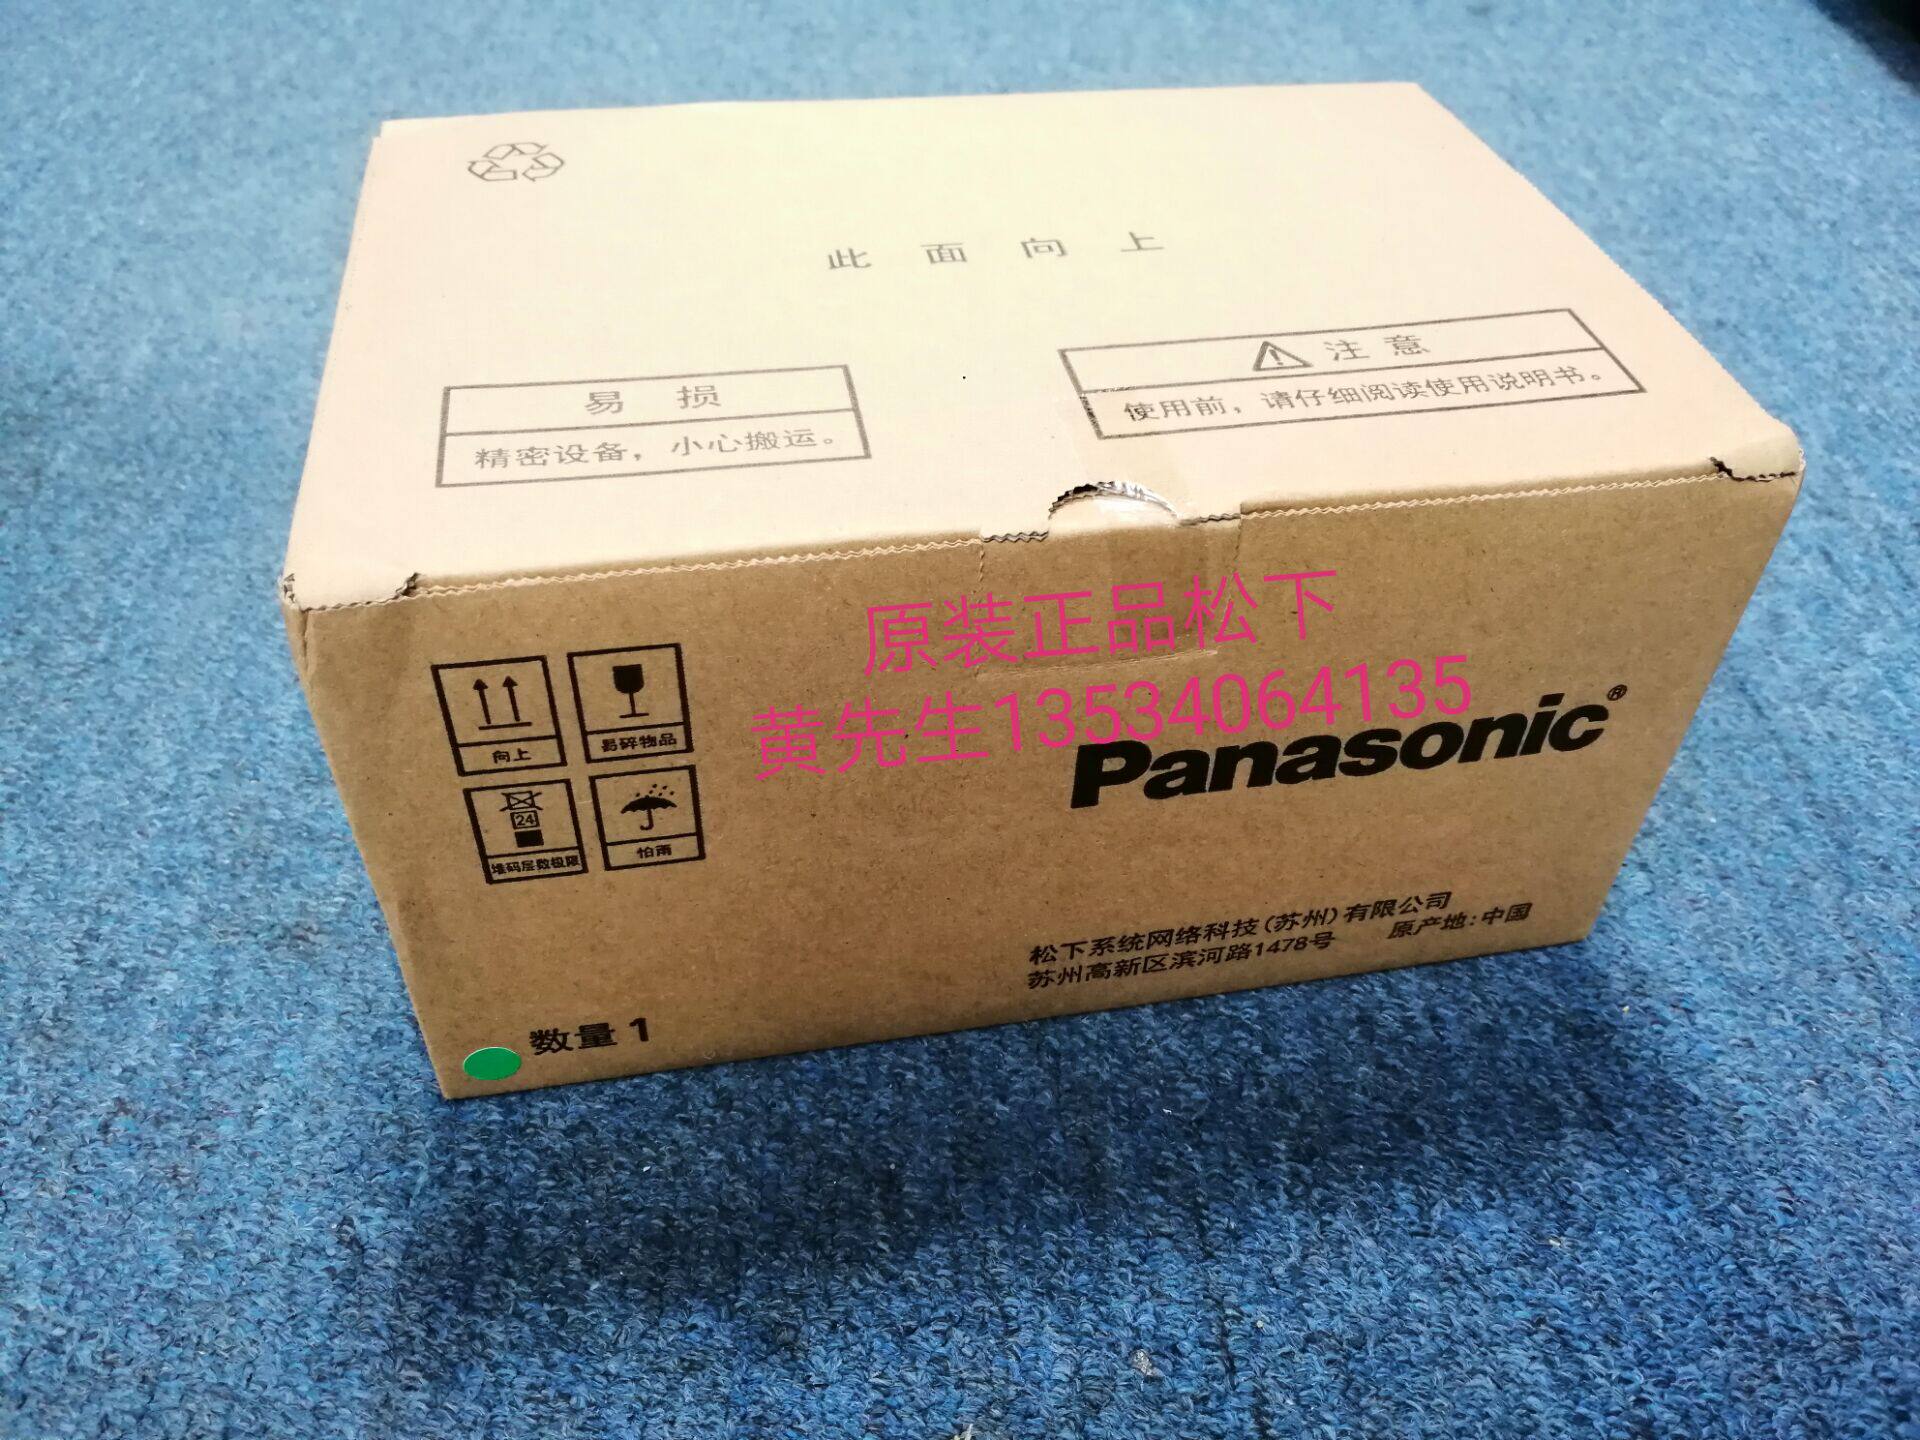 此面向上
易损
精密设备，小心搬运。
注意
使用前，请仔细阅读使用说明书。
原装正品松下
黄先生13534064135
向上
易碎物品
24
堆码层数极限
怕雨
Panasonic®
松下系统网络科技(苏州)有限公司
苏州高新区滨河路1478号 原产地:中国
数量 1